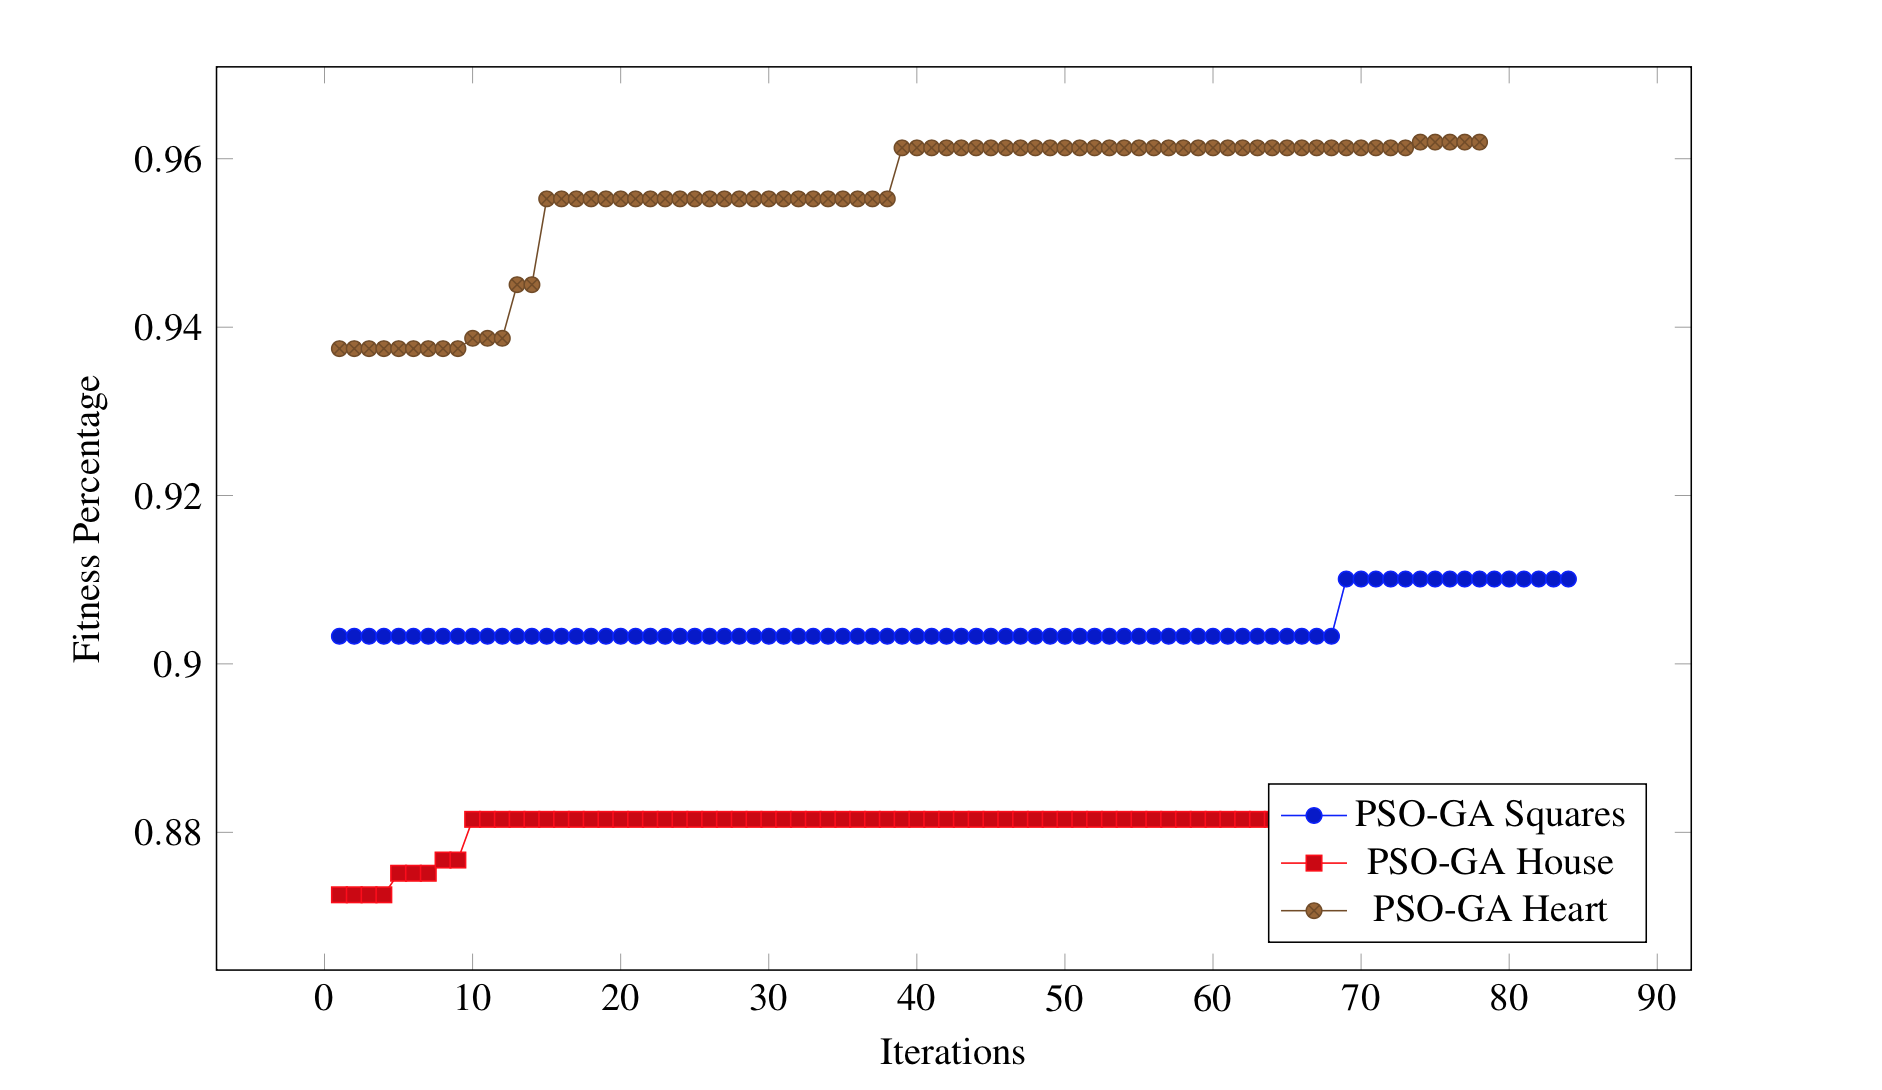 0.96
0.94
0.92
0.9
0.88
Fitness Percentage
PSO-GA Squares
PSO-GA House
PSO-GA Heart
0 10 20 30 40 50 60 70 80 90
Iterations